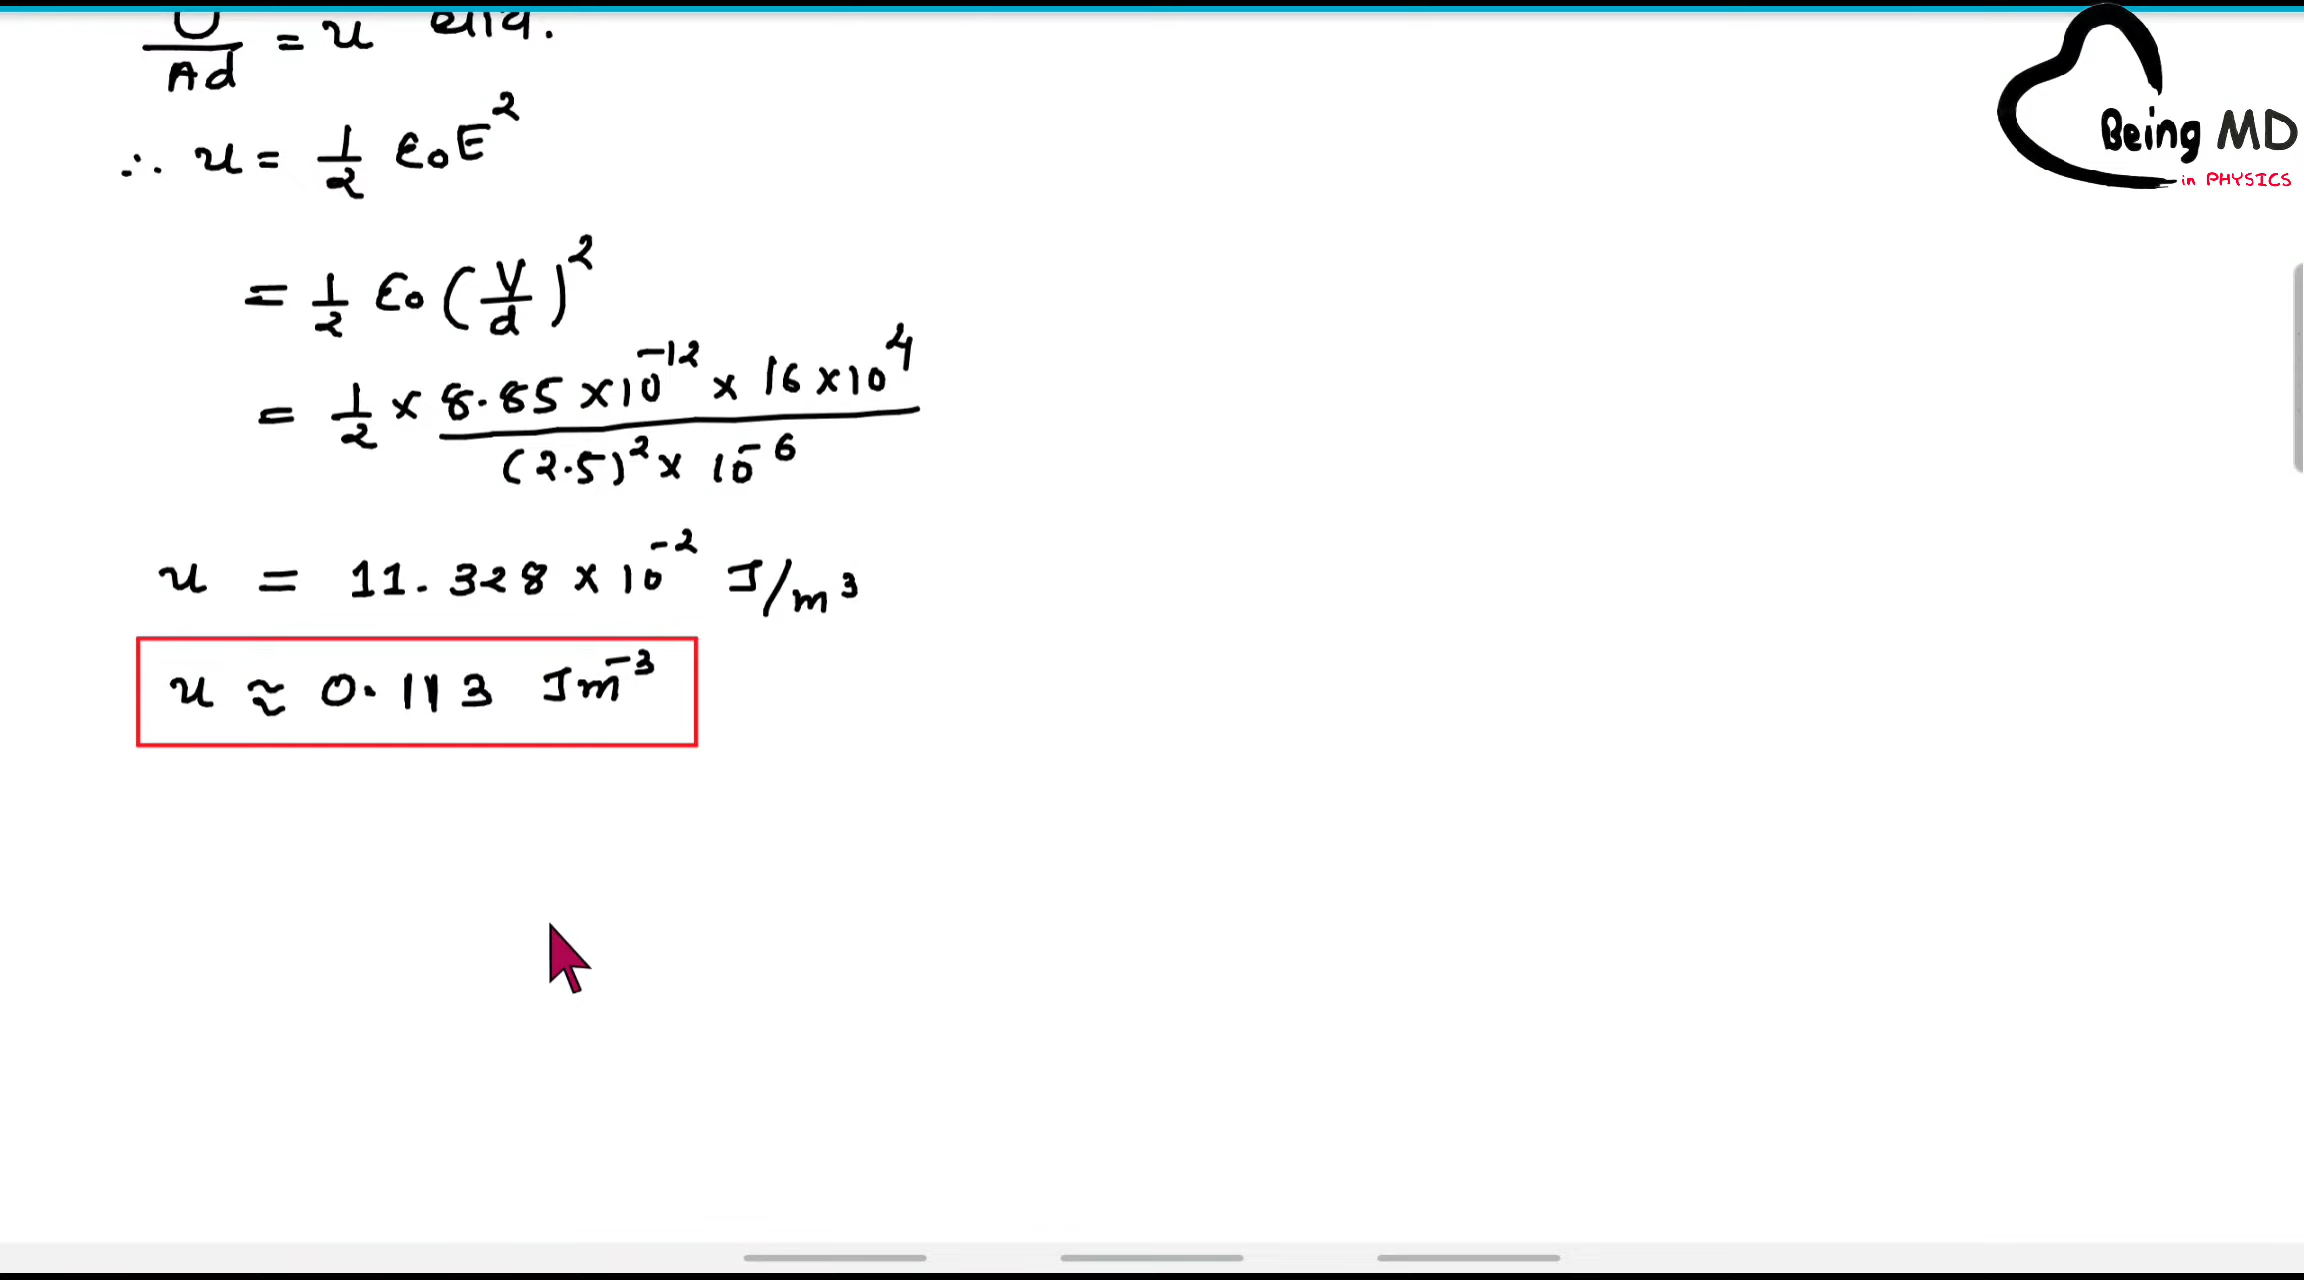 U/Ad = u થાય.
∴ u = 1/2 ε₀E²
= 1/2 ε₀(V/d)²
= 1/2 × 8.85 × 10⁻¹² × 16 × 10⁴ / (2.5)² × 10⁻⁶
u = 11.328 × 10⁻² J/m³
u ≈ 0.113 Jm⁻³
Being MD
in PHYSICS